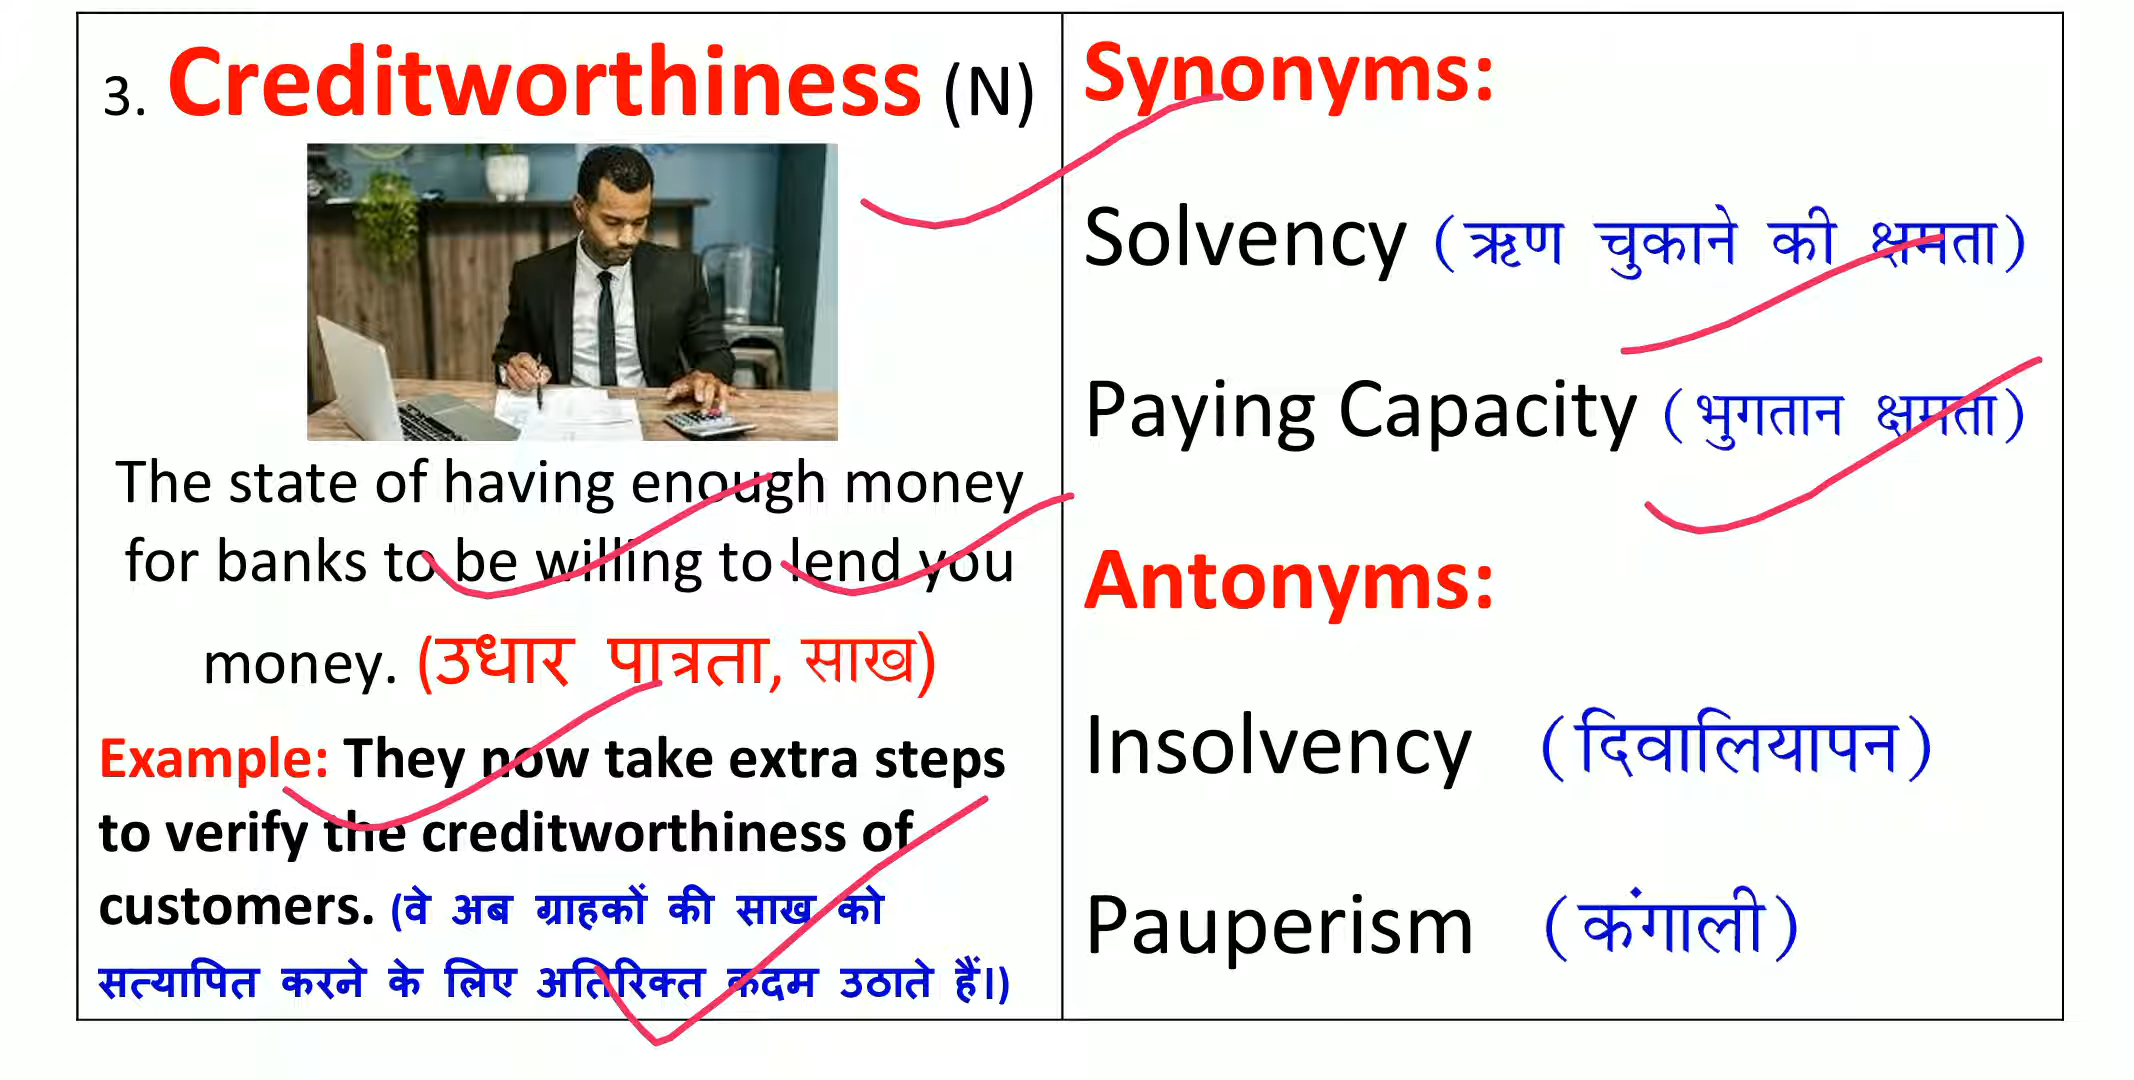 3. Creditworthiness (N)
The state of having enough money
for banks to be willing to lend you
money. (उधार पात्रता, साख)
Example: They now take extra steps
to verify the creditworthiness of
customers. (वे अब ग्राहकों की साख को
सत्यापित करने के लिए अतिरिक्त कदम उठाते हैं।)
Synonyms:
Solvency (ऋण चुकाने की क्षमता)
Paying Capacity (भुगतान क्षमता)
Antonyms:
Insolvency (दिवालियापन)
Pauperism (कंगाली)